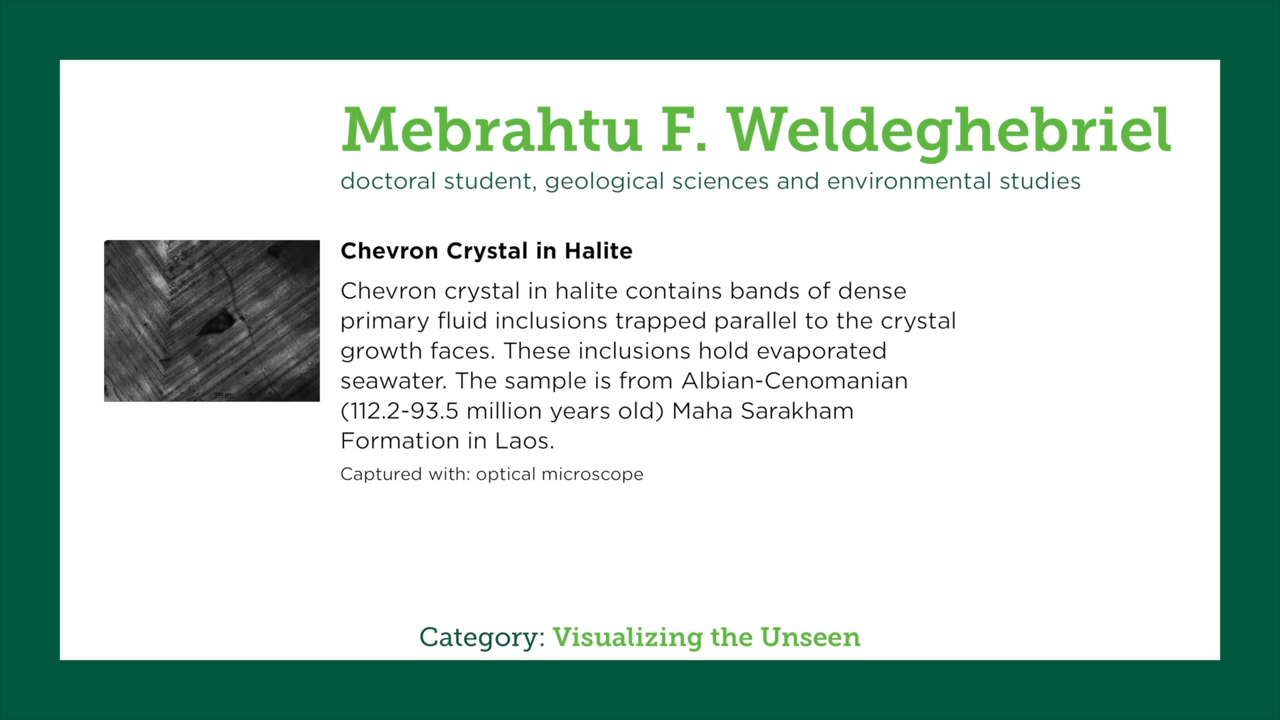 Mebrahtu F. Weldeghebriel
doctoral student, geological sciences and environmental studies
Chevron Crystal in Halite
Chevron crystal in halite contains bands of dense
primary fluid inclusions trapped parallel to the crystal
growth faces. These inclusions hold evaporated
seawater. The sample is from Albian-Cenomanian
(112.2-93.5 million years old) Maha Sarakham
Formation in Laos.
Captured with: optical microscope
Category: Visualizing the Unseen